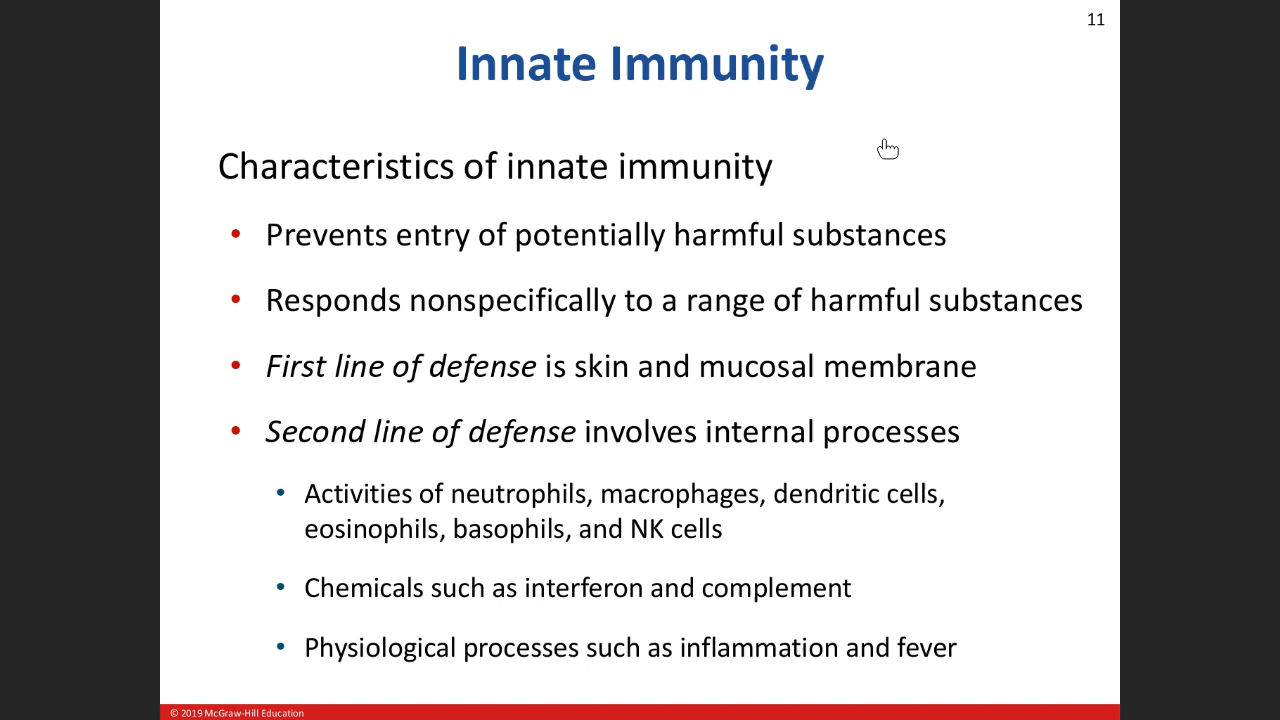 11
Innate Immunity
Characteristics of innate immunity
• Prevents entry of potentially harmful substances
• Responds nonspecifically to a range of harmful substances
• First line of defense is skin and mucosal membrane
• Second line of defense involves internal processes
• Activities of neutrophils, macrophages, dendritic cells,
eosinophils, basophils, and NK cells
• Chemicals such as interferon and complement
• Physiological processes such as inflammation and fever
© 2019 McGraw-Hill Education